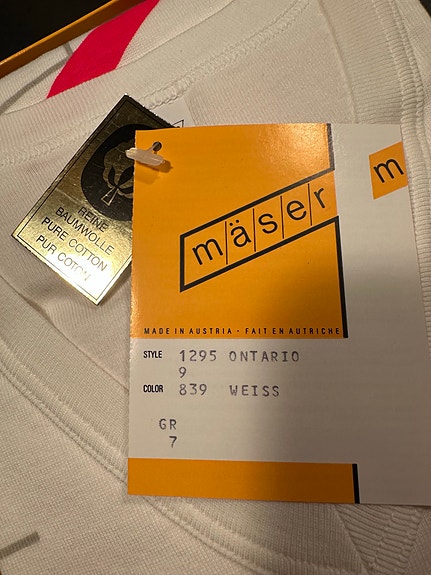 REINE
BAUMWOLLE
PURE COTTON
PUR COTON
mäser
m
MADE IN AUSTRIA · FAIT EN AUTRICHE
STYLE 1295 ONTARIO
9
COLOR 839 WEISS
GR
7